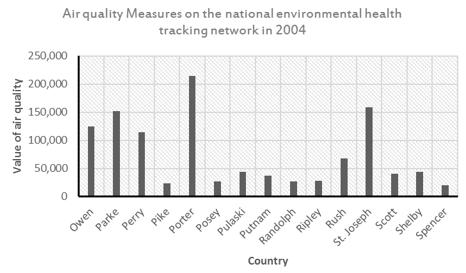 Air quality Measures on the national environmental health
tracking network in 2004
Value of air quality
250,000
200,000
150,000
100,000
50,000
0
Owen
Parke
Perry
Pike
Porter
Posey
Pulaski
Putnam
Randolph
Ripley
Rush
St. Joseph
Scott
Shelby
Spencer
Country